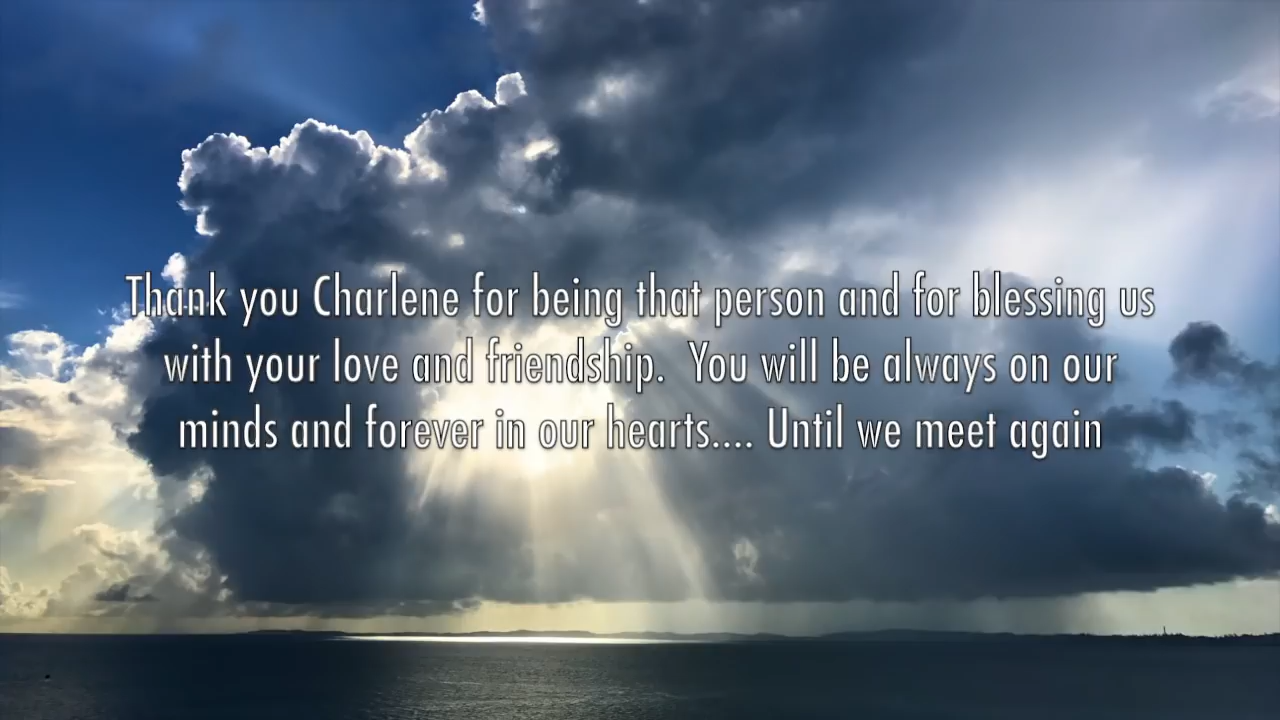 Thank you Charlene for being that person and for blessing us
with your love and friendship.  You will be always on our
minds and forever in our hearts.... Until we meet again